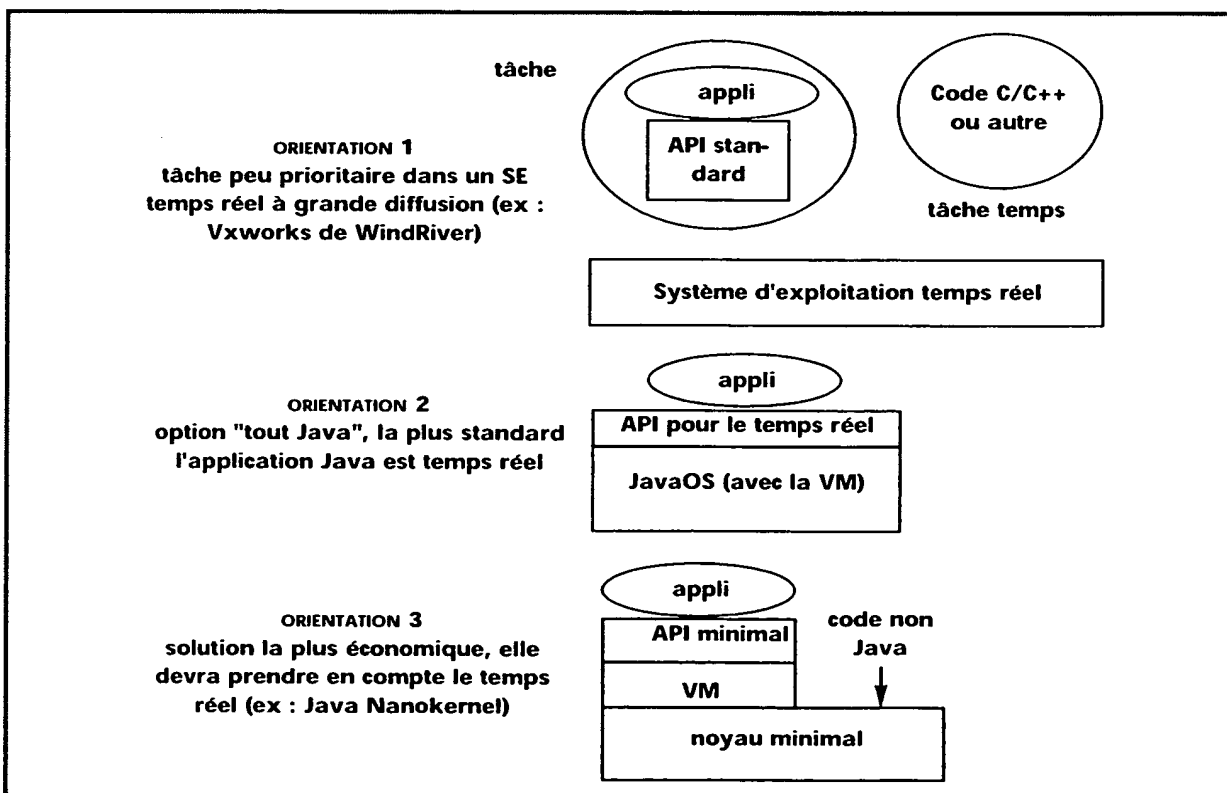 tâche
appli
API stan-
dard
Code C/C++
ou autre
tâche temps
ORIENTATION 1
tâche peu prioritaire dans un SE
temps réel à grande diffusion (ex :
Vxworks de WindRiver)
Système d'exploitation temps réel
ORIENTATION 2
option "tout Java", la plus standard
l'application Java est temps réel
appli
API pour le temps réel
JavaOS (avec la VM)
ORIENTATION 3
solution la plus économique, elle
devra prendre en compte le temps
réel (ex : Java Nanokernel)
appli
API minimal
VM
code non
Java
noyau minimal